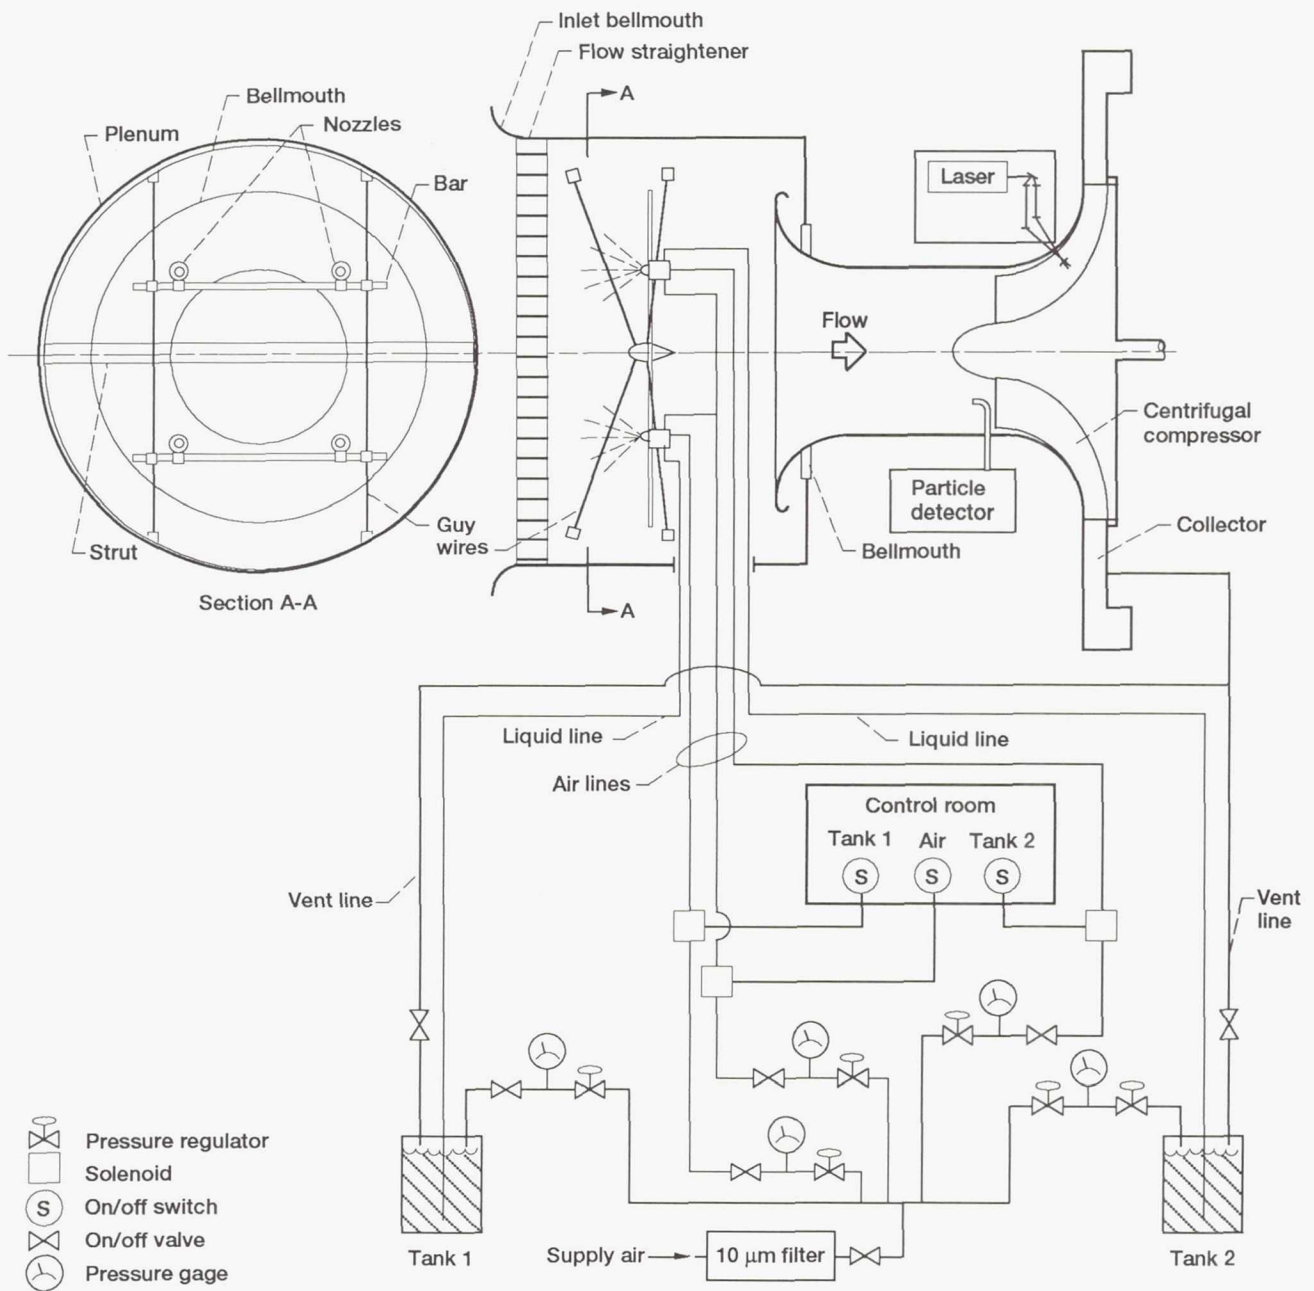 Inlet bellmouth
Flow straightener
A
Bellmouth
Nozzles
Plenum
Bar
Laser
Flow
Centrifugal
compressor
Particle
detector
Guy
wires
Strut
Bellmouth
Collector
Section A-A
A
Liquid line
Liquid line
Air lines
Control room
Tank 1 Air Tank 2
S S S
Vent line
Vent
line
Pressure regulator
Solenoid
S On/off switch
On/off valve
Pressure gage
Tank 1
Supply air
10 µm filter
Tank 2